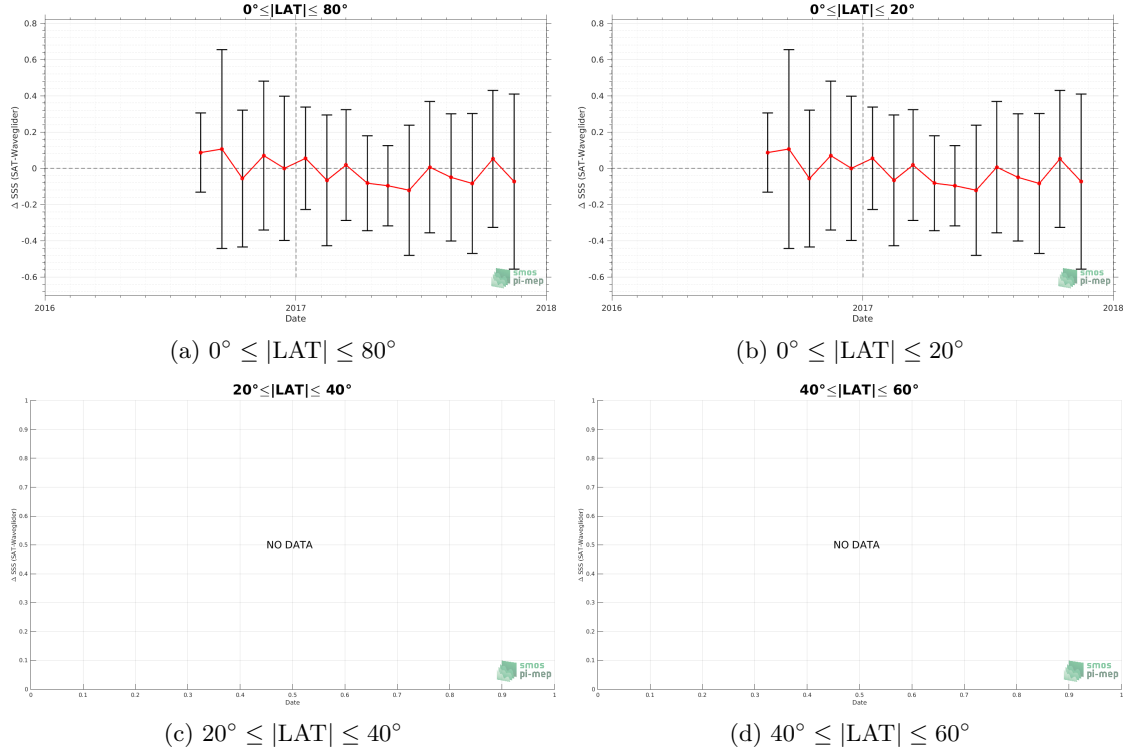 0°≤|LAT|≤ 80°
0.8
0.6
0.4
0.2
0
-0.2
-0.4
-0.6
Δ SSS (SAT-Waveglider)
2016
2017
2018
Date
smos
pi-mep
(a) 0° ≤ |LAT| ≤ 80°
0°≤|LAT|≤ 20°
0.8
0.6
0.4
0.2
0
-0.2
-0.4
-0.6
Δ SSS (SAT-Waveglider)
2016
2017
2018
Date
smos
pi-mep
(b) 0° ≤ |LAT| ≤ 20°
20°≤|LAT|≤ 40°
1
0.9
0.8
0.7
0.6
0.5
0.4
0.3
0.2
0.1
0
Δ SSS (SAT-Waveglider)
NO DATA
0 0.1 0.2 0.3 0.4 0.5 0.6 0.7 0.8 0.9 1
Date
smos
pi-mep
(c) 20° ≤ |LAT| ≤ 40°
40°≤|LAT|≤ 60°
1
0.9
0.8
0.7
0.6
0.5
0.4
0.3
0.2
0.1
0
Δ SSS (SAT-Waveglider)
NO DATA
0 0.1 0.2 0.3 0.4 0.5 0.6 0.7 0.8 0.9 1
Date
smos
pi-mep
(d) 40° ≤ |LAT| ≤ 60°